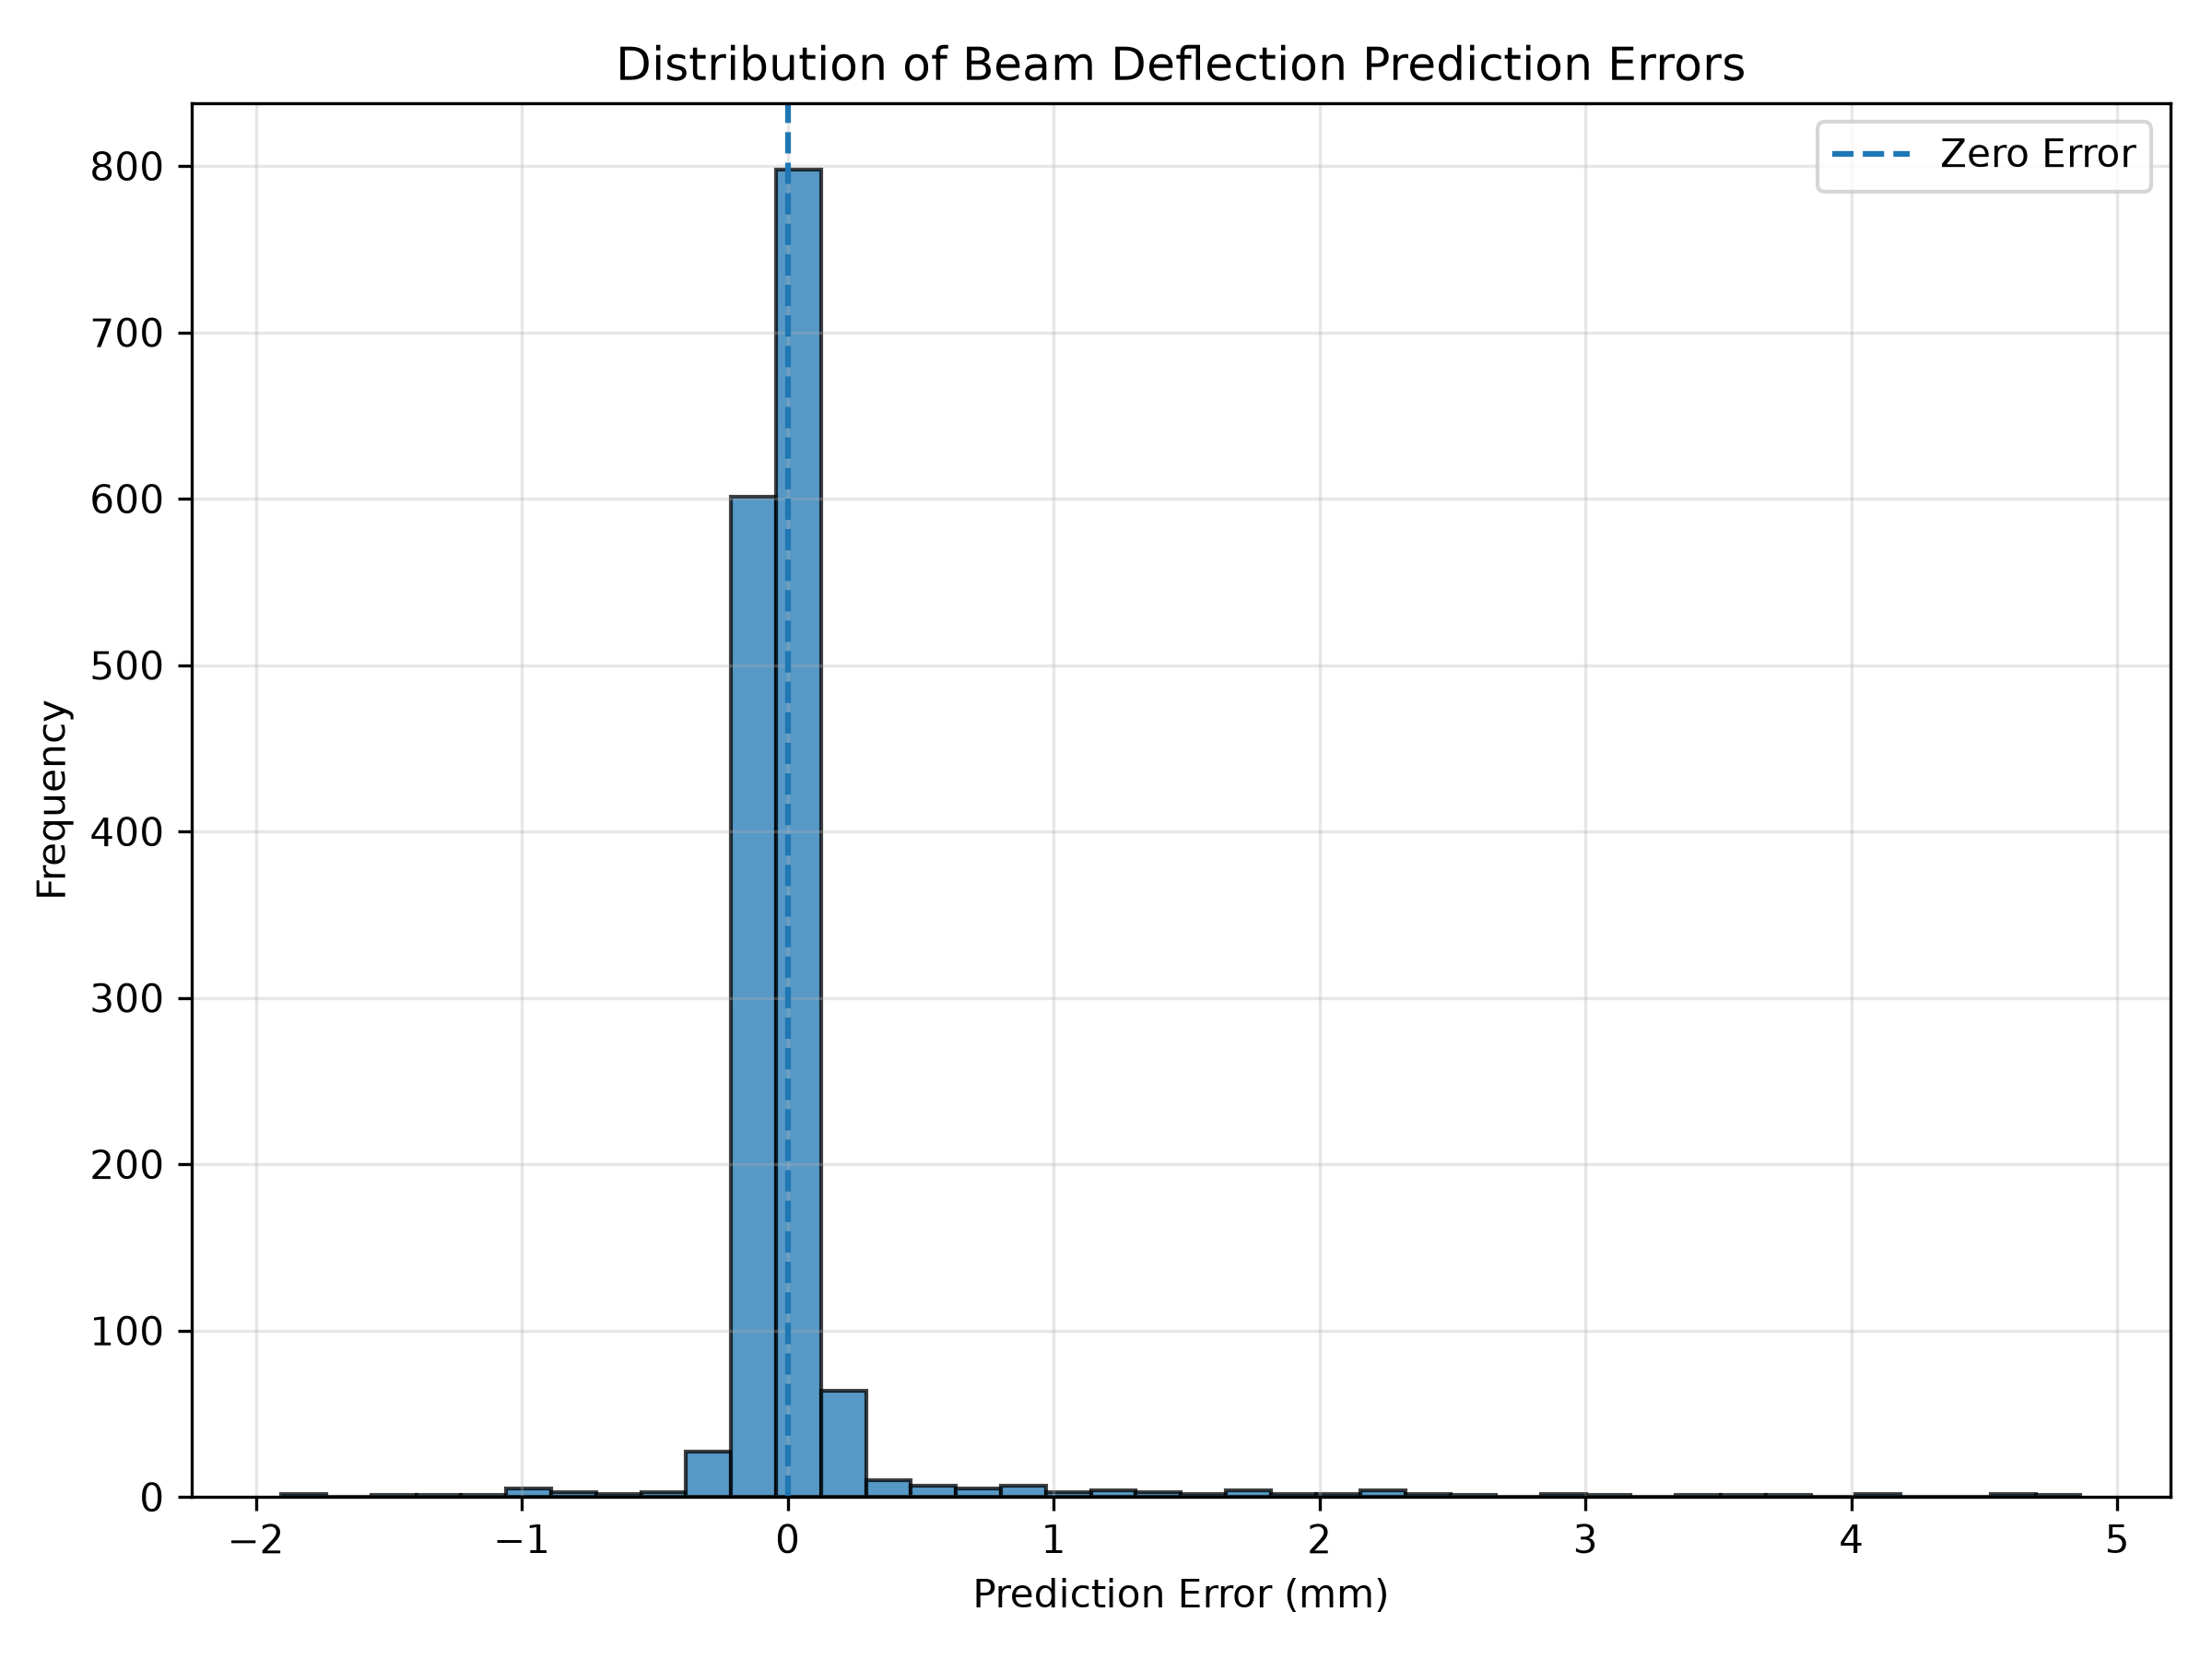 Distribution of Beam Deflection Prediction Errors
Zero Error
800
700
600
500
400
300
200
100
0
Frequency
−2 −1 0 1 2 3 4 5
Prediction Error (mm)